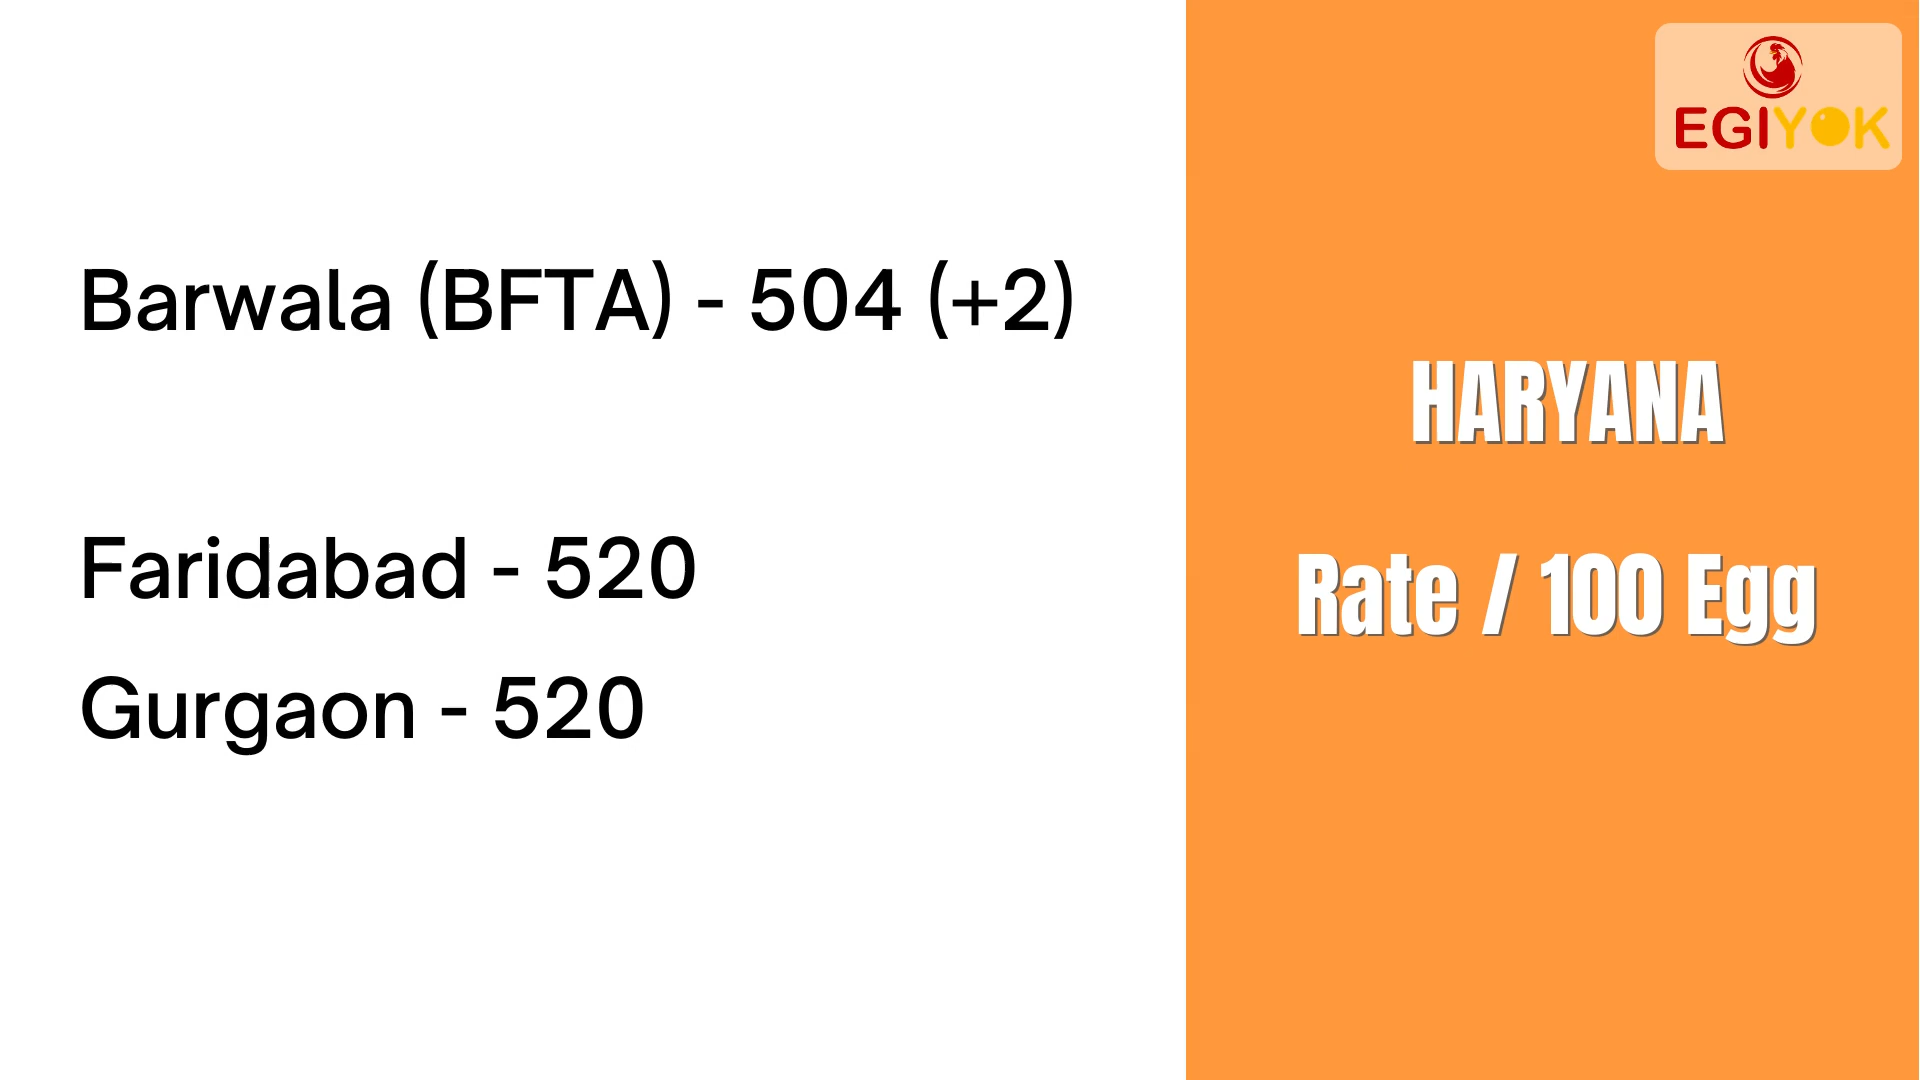 EGIYOK
Barwala (BFTA) - 504 (+2)
Faridabad - 520
Gurgaon - 520
HARYANA
Rate / 100 Egg